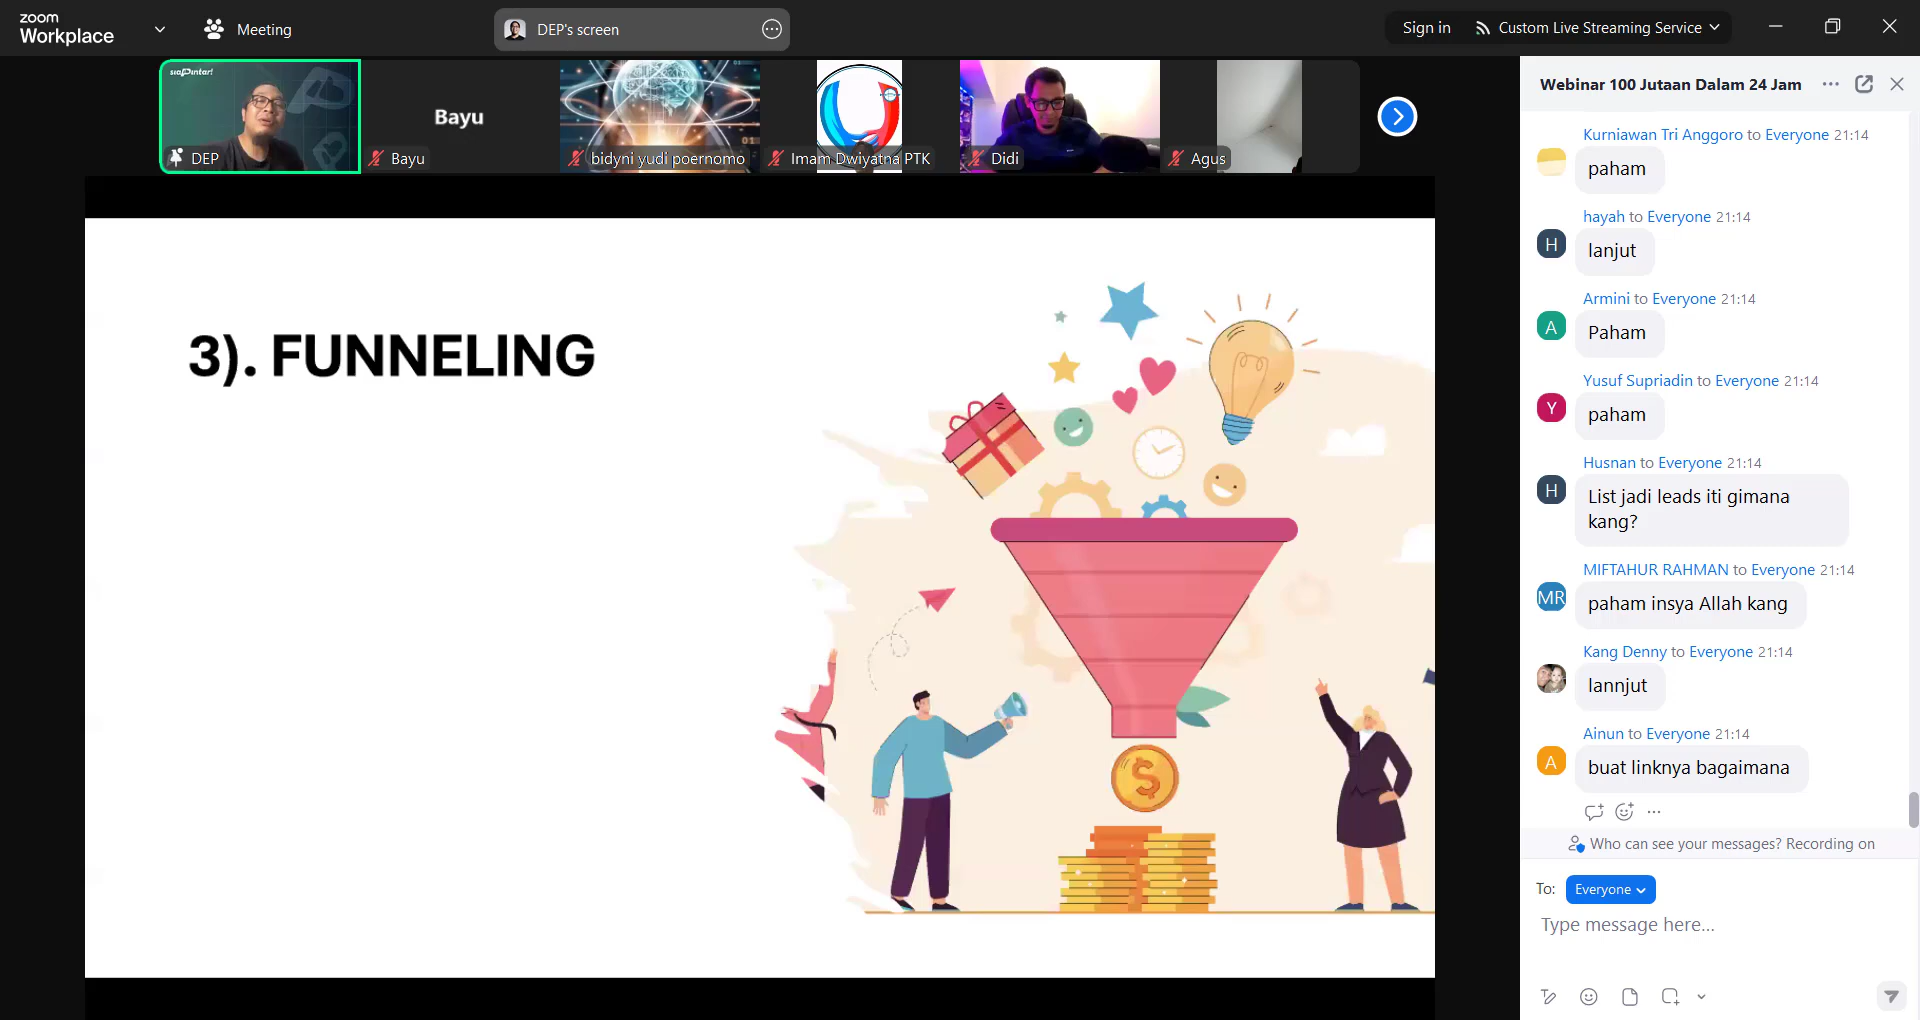 zoom
Workplace
Meeting
DEP's screen
Sign in
Custom Live Streaming Service
siapintar!
DEP
Bayu
Bayu
bidyni yudi poernomo
Imam Dwiyatna PTK
Didi
Agus
3). FUNNELING
$
Webinar 100 Jutaan Dalam 24 Jam
Kurniawan Tri Anggoro to Everyone 21:14
paham
hayah to Everyone 21:14
H
lanjut
Armini to Everyone 21:14
A
Paham
Yusuf Supriadin to Everyone 21:14
Y
paham
Husnan to Everyone 21:14
H
List jadi leads iti gimana
kang?
MIFTAHUR RAHMAN to Everyone 21:14
MR
paham insya Allah kang
Kang Denny to Everyone 21:14
lannjut
Ainun to Everyone 21:14
A
buat linknya bagaimana
Who can see your messages? Recording on
To: Everyone
Type message here...